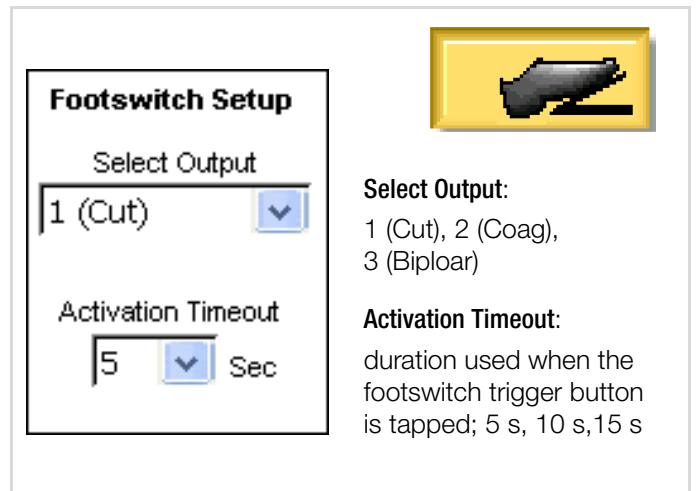 Footswitch Setup
Select Output
1 (Cut)
Activation Timeout
5 Sec
Select Output:
1 (Cut), 2 (Coag),
3 (Biploar)
Activation Timeout:
duration used when the
footswitch trigger button
is tapped; 5 s, 10 s,15 s